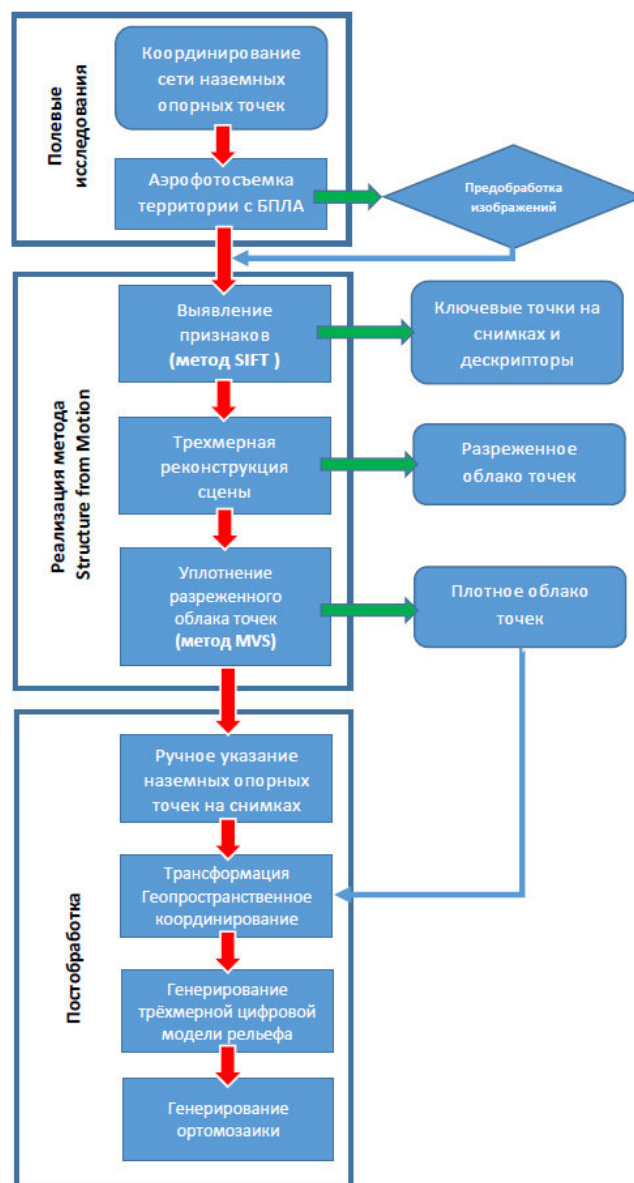 Полевые
исследования
Координирование
сети наземных
опорных точек
Аэрофотосъемка
территории с БПЛА
Предобработка
изображений
Реализация метода
Structure from Motion
Выявление
признаков
(метод SIFT )
Ключевые точки на
снимках и
дескрипторы
Трехмерная
реконструкция
сцены
Разреженное
облако точек
Уплотнение
разреженного
облака точек
(метод MVS)
Плотное облако
точек
Постобработка
Ручное указание
наземных опорных
точек на снимках
Трансформация
Геопространственное
координирование
Генерирование
трёхмерной цифровой
модели рельефа
Генерирование
ортомозаики